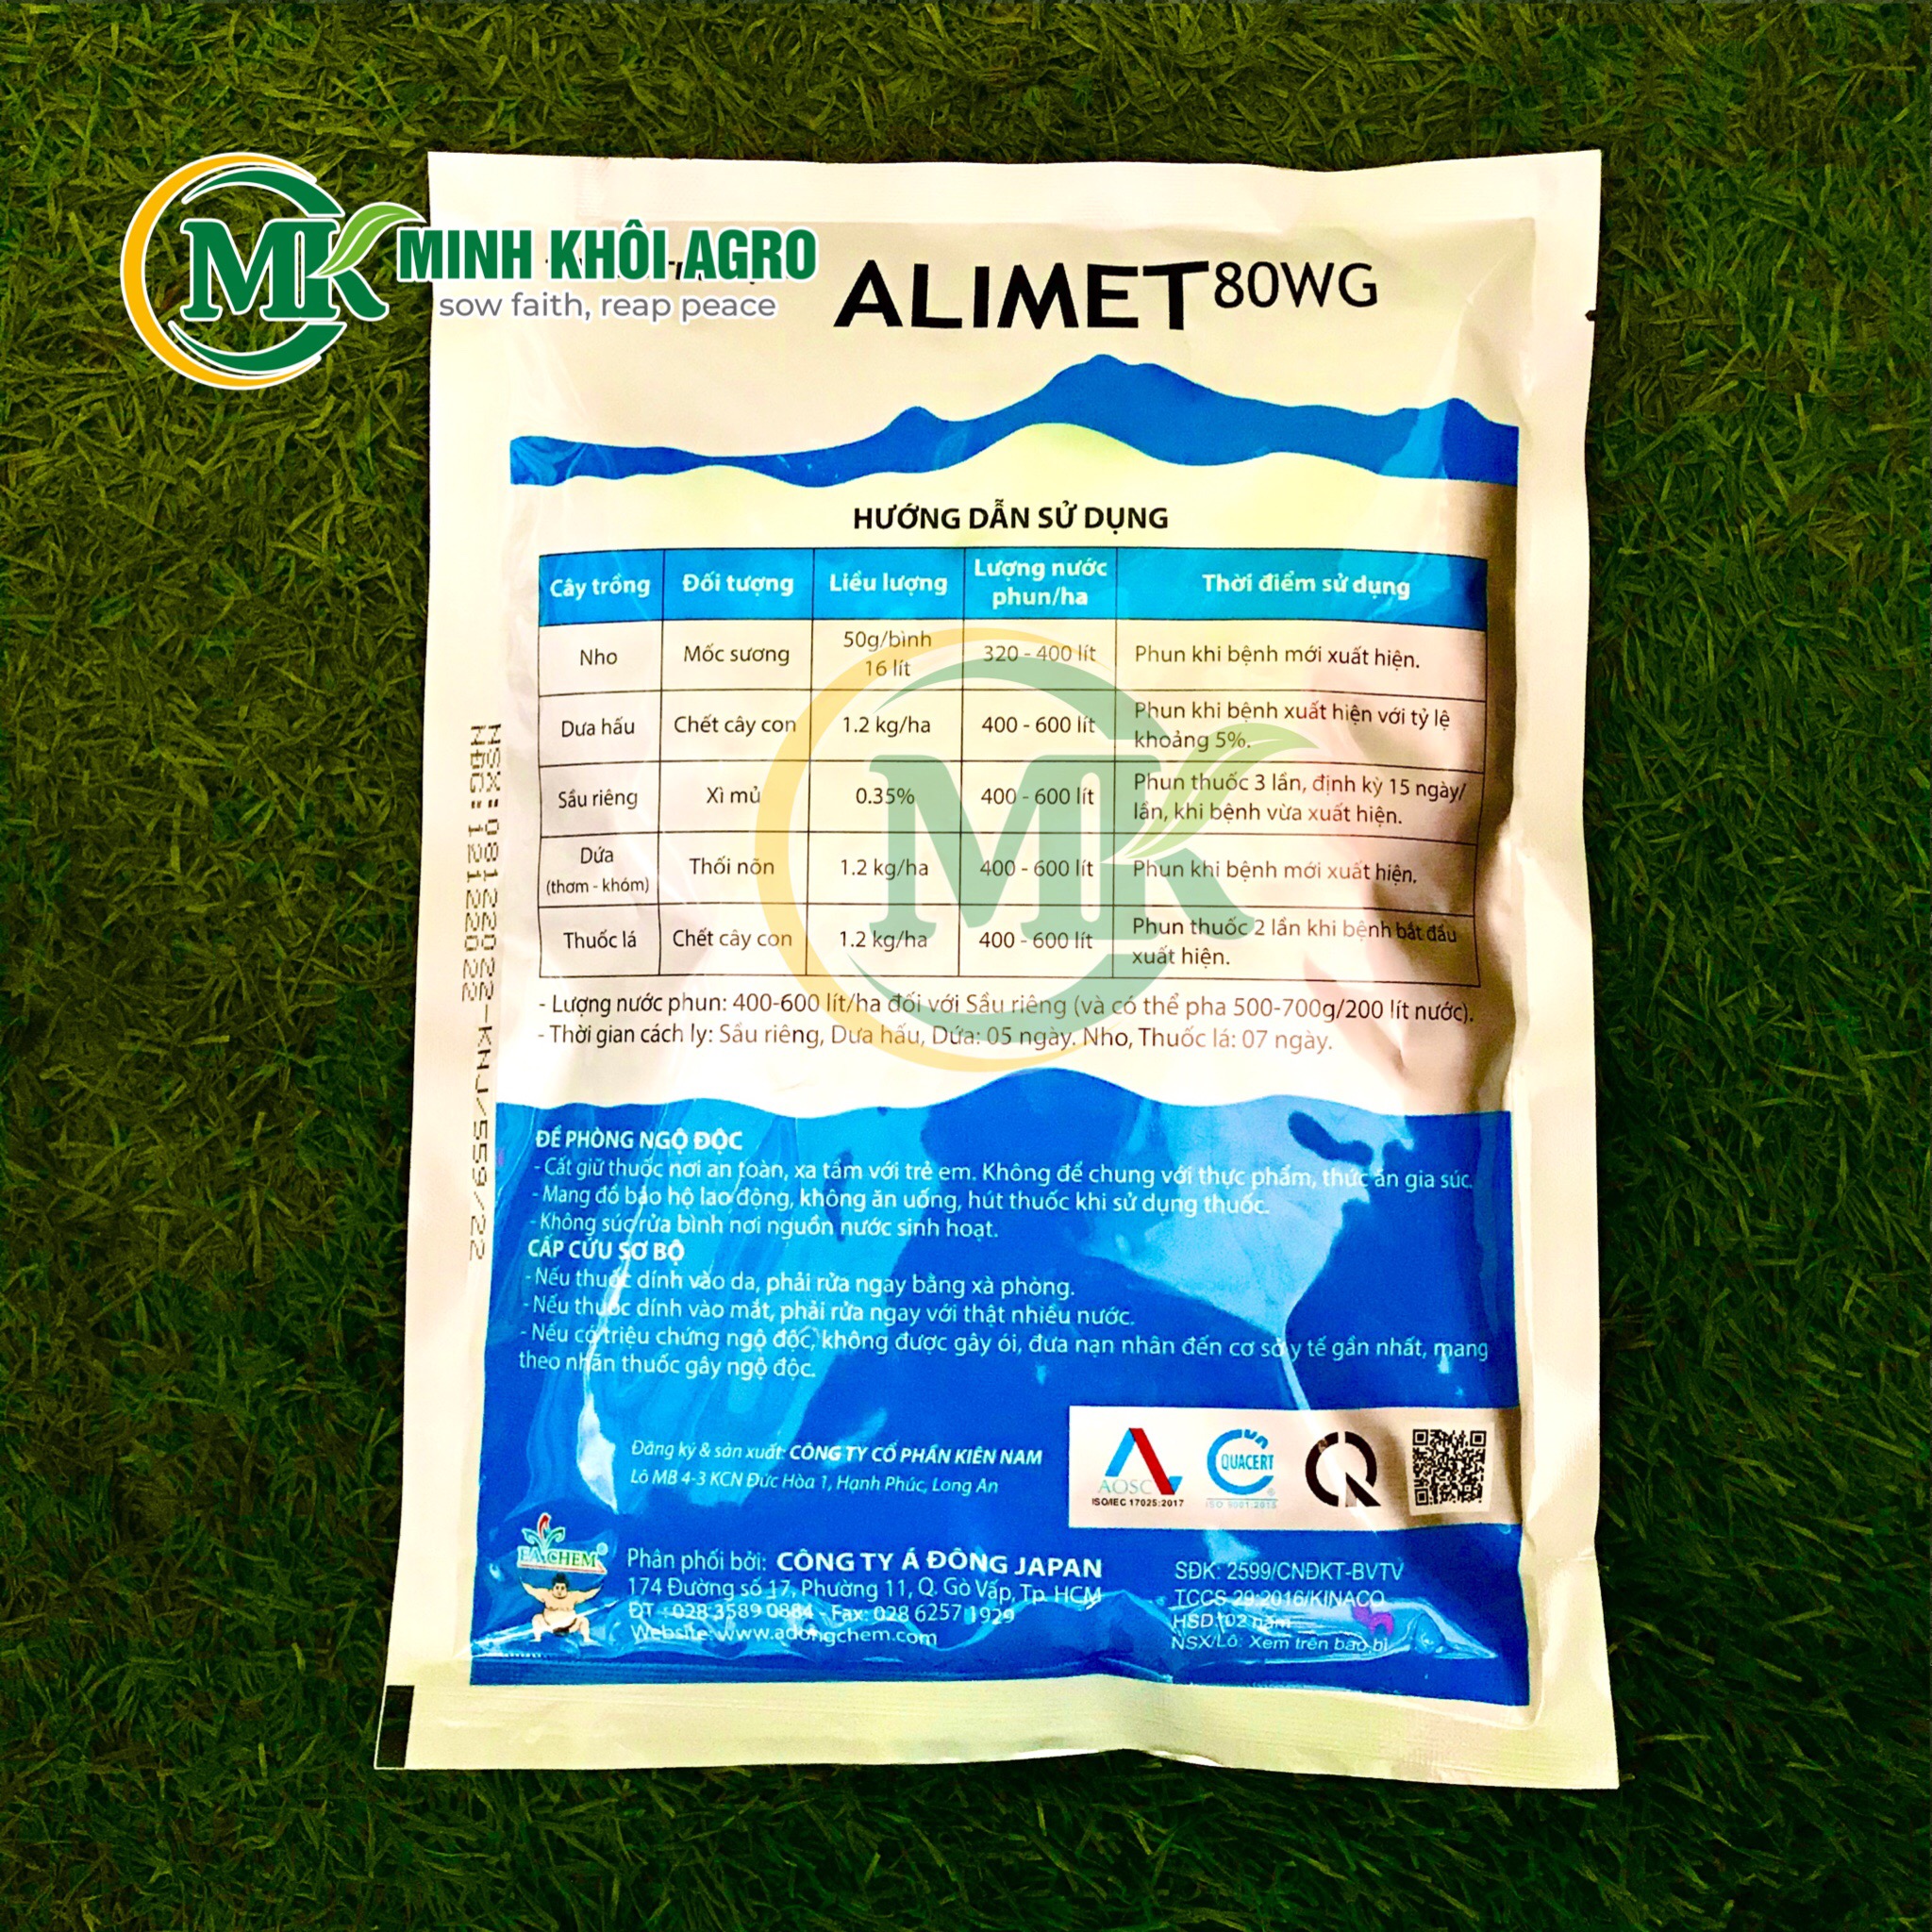 MK
MINH KHÔI AGRO
sow faith, reap peace
ALIMET 80WG
HƯỚNG DẪN SỬ DỤNG
Cây trồng Đối tượng Liều lượng Lượng nước phun/ha Thời điểm sử dụng
Nho Mốc sương 50g/bình 16 lít 320 - 400 lít Phun khi bệnh mới xuất hiện.
Dưa hấu Chết cây con 1.2 kg/ha 400 - 600 lít Phun khi bệnh xuất hiện với tỷ lệ khoảng 5%.
Sầu riêng Xì mủ 0.35% 400 - 600 lít Phun thuốc 3 lần, định kỳ 15 ngày/ lần, khi bệnh vừa xuất hiện.
Dứa (thơm - khóm) Thối nõn 1.2 kg/ha 400 - 600 lít Phun khi bệnh mới xuất hiện.
Thuốc lá Chết cây con 1.2 kg/ha 400 - 600 lít Phun thuốc 2 lần khi bệnh bắt đầu xuất hiện.
- Lượng nước phun: 400-600 lít/ha đối với Sầu riêng (và có thể pha 500-700g/200 lít nước).
- Thời gian cách ly: Sầu riêng, Dưa hấu, Dứa: 05 ngày. Nho, Thuốc lá: 07 ngày.
MK
NSX: 08122022-KNJ/559/22
NĐG: 12122022
ĐỀ PHÒNG NGỘ ĐỘC
- Cất giữ thuốc nơi an toàn, xa tầm với trẻ em. Không để chung với thực phẩm, thức ăn gia súc.
- Mang đồ bảo hộ lao động, không ăn uống, hút thuốc khi sử dụng thuốc.
- Không súc rửa bình nơi nguồn nước sinh hoạt.
CẤP CỨU SƠ BỘ
- Nếu thuốc dính vào da, phải rửa ngay bằng xà phòng.
- Nếu thuốc dính vào mắt, phải rửa ngay với thật nhiều nước.
- Nếu có triệu chứng ngộ độc, không được gây ói, đưa nạn nhân đến cơ sở y tế gần nhất, mang
theo nhãn thuốc gây ngộ độc.
Đăng ký & sản xuất: CÔNG TY CỔ PHẦN KIÊN NAM
Lô MB 4-3 KCN Đức Hòa 1, Hạnh Phúc, Long An
AOSC
ISO/IEC 17025:2017
QUACERT
ISO 9001:2015
EACHEM
Phân phối bởi: CÔNG TY Á ĐÔNG JAPAN
174 Đường số 17, Phường 11, Q. Gò Vấp, Tp. HCM
ĐT : 028 3589 0884 - Fax: 028 6257 1929
Website: www.adongchem.com
SĐK: 2599/CNĐKT-BVTV
TCCS 29:2016/KINACO
HSD: 02 năm
NSX/Lô: Xem trên bao bì